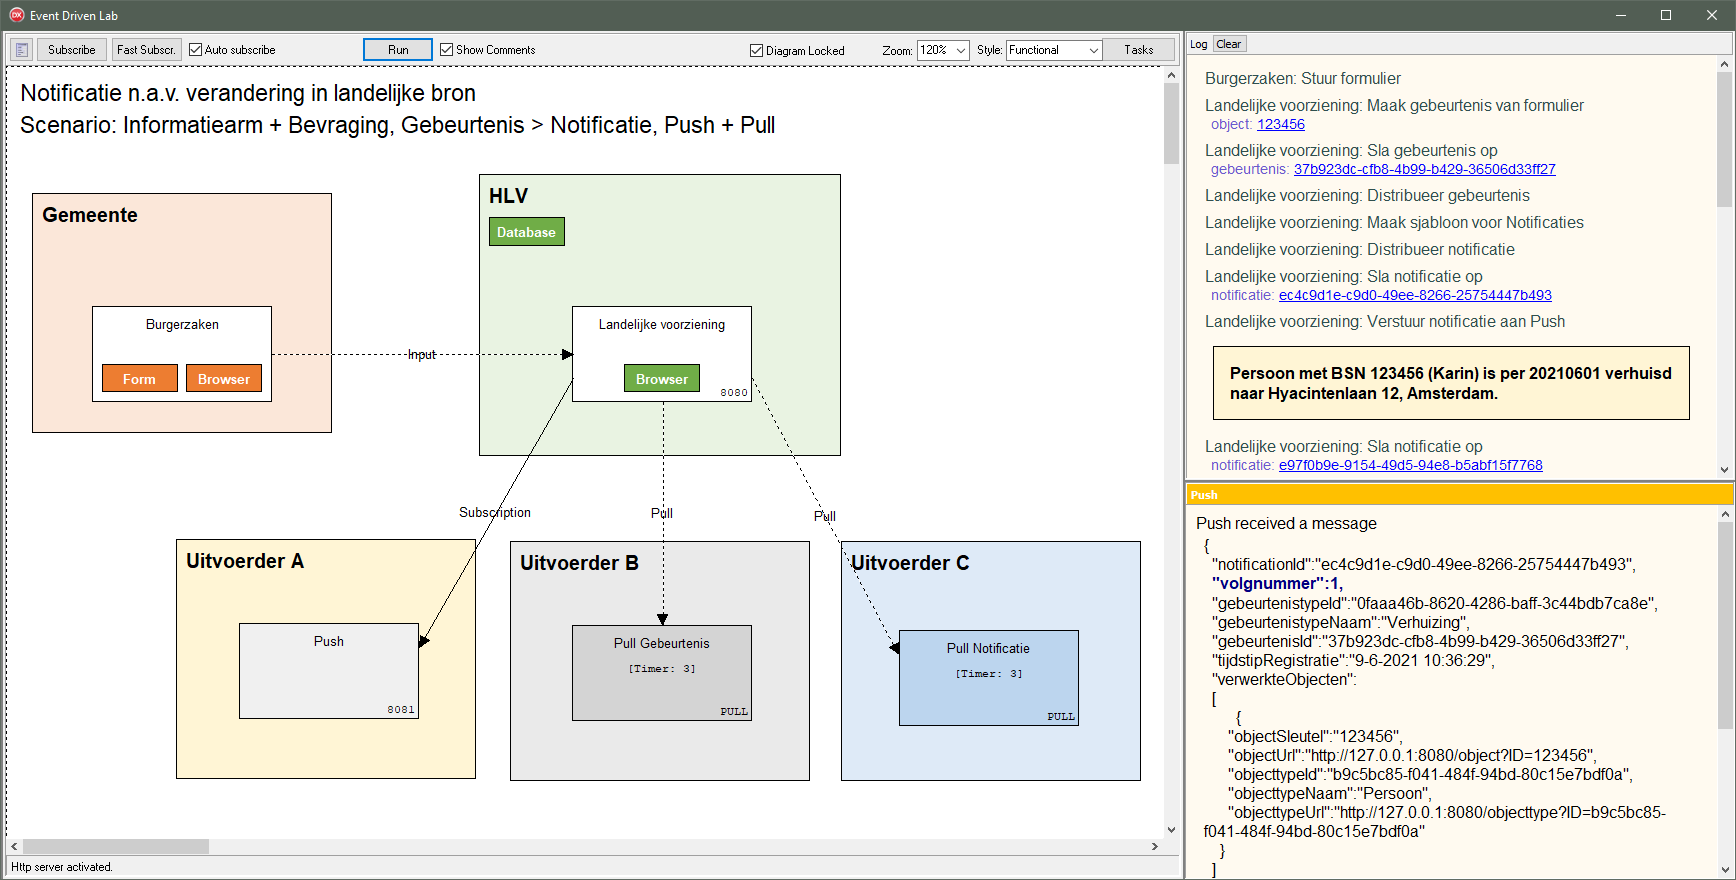 DX Event Driven Lab
Subscribe Fast Subscr. Auto subscribe Run Show Comments Diagram Locked Zoom: 120% Style: Functional Tasks
Notificatie n.a.v. verandering in landelijke bron
Scenario: Informatiearm + Bevraging, Gebeurtenis > Notificatie, Push + Pull
Gemeente
Burgerzaken
Form Browser
Input
HLV
Database
Landelijke voorziening
Browser
8080
Subscription
Pull
Pull
Uitvoerder A
Push
8081
Uitvoerder B
Pull Gebeurtenis
[Timer: 3]
PULL
Uitvoerder C
Pull Notificatie
[Timer: 3]
PULL
Http server activated.
Log Clear
Burgerzaken: Stuur formulier
Landelijke voorziening: Maak gebeurtenis van formulier
object: 123456
Landelijke voorziening: Sla gebeurtenis op
gebeurtenis: 37b923dc-cfb8-4b99-b429-36506d33ff27
Landelijke voorziening: Distribueer gebeurtenis
Landelijke voorziening: Maak sjabloon voor Notificaties
Landelijke voorziening: Distribueer notificatie
Landelijke voorziening: Sla notificatie op
notificatie: ec4c9d1e-c9d0-49ee-8266-25754447b493
Landelijke voorziening: Verstuur notificatie aan Push
Persoon met BSN 123456 (Karin) is per 20210601 verhuisd
naar Hyacintenlaan 12, Amsterdam.
Landelijke voorziening: Sla notificatie op
notificatie: e97f0b9e-9154-49d5-94e8-b5abf15f7768
Push
Push received a message
{
"notificationId":"ec4c9d1e-c9d0-49ee-8266-25754447b493",
"volgnummer":1,
"gebeurtenistypeId":"0faaa46b-8620-4286-baff-3c44bdb7ca8e",
"gebeurtenistypeNaam":"Verhuizing",
"gebeurtenisId":"37b923dc-cfb8-4b99-b429-36506d33ff27",
"tijdstipRegistratie":"9-6-2021 10:36:29",
"verwerkteObjecten":
[
{
"objectSleutel":"123456",
"objectUrl":"http://127.0.0.1:8080/object?ID=123456",
"objecttypeId":"b9c5bc85-f041-484f-94bd-80c15e7bdf0a",
"objecttypeNaam":"Persoon",
"objecttypeUrl":"http://127.0.0.1:8080/objecttype?ID=b9c5bc85-
f041-484f-94bd-80c15e7bdf0a"
}
]